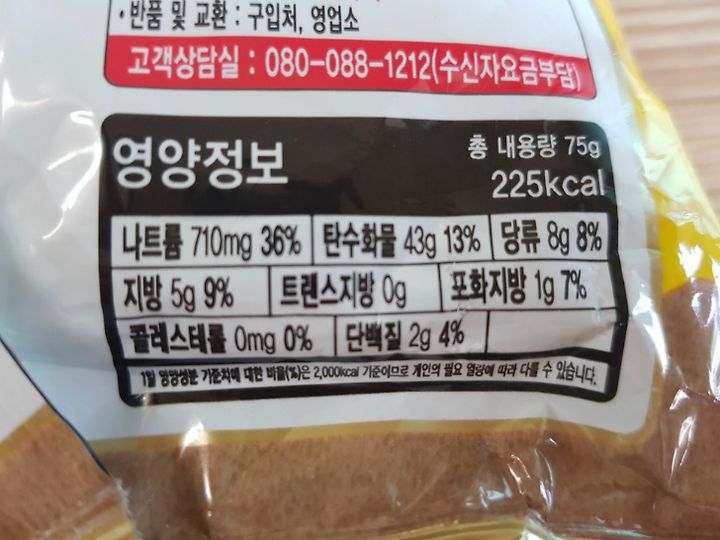 · 반품 및 교환 : 구입처, 영업소
고객상담실 : 080-088-1212(수신자요금부담)
영양정보
총 내용량 75g
225kcal
나트륨 710mg 36% 탄수화물 43g 13% 당류 8g 8%
지방 5g 9% 트랜스지방 0g 포화지방 1g 7%
콜레스테롤 0mg 0% 단백질 2g 4%
1일 영양성분 기준치에 대한 비율(%)은 2,000kcal 기준이므로 개인의 필요 열량에 따라 다를 수 있습니다.